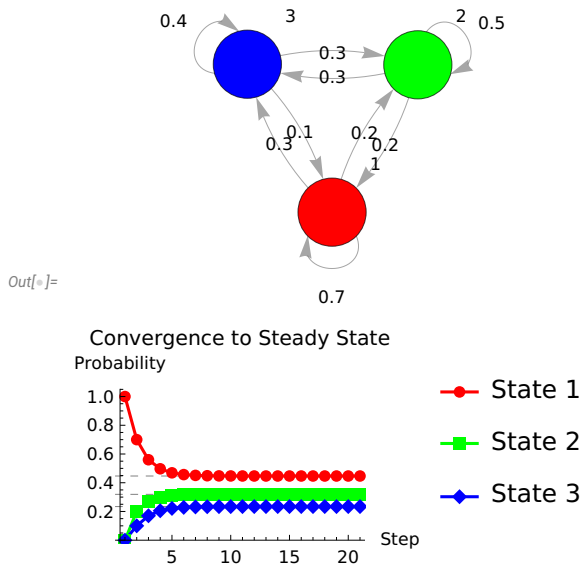 0.4 3 2 0.5
0.3
0.3
0.3 0.1 0.2 0.2
1
0.7
Out[•]=
Convergence to Steady State
Probability
1.0
0.8
0.6
0.4
0.2
5 10 15 20 Step
State 1
State 2
State 3